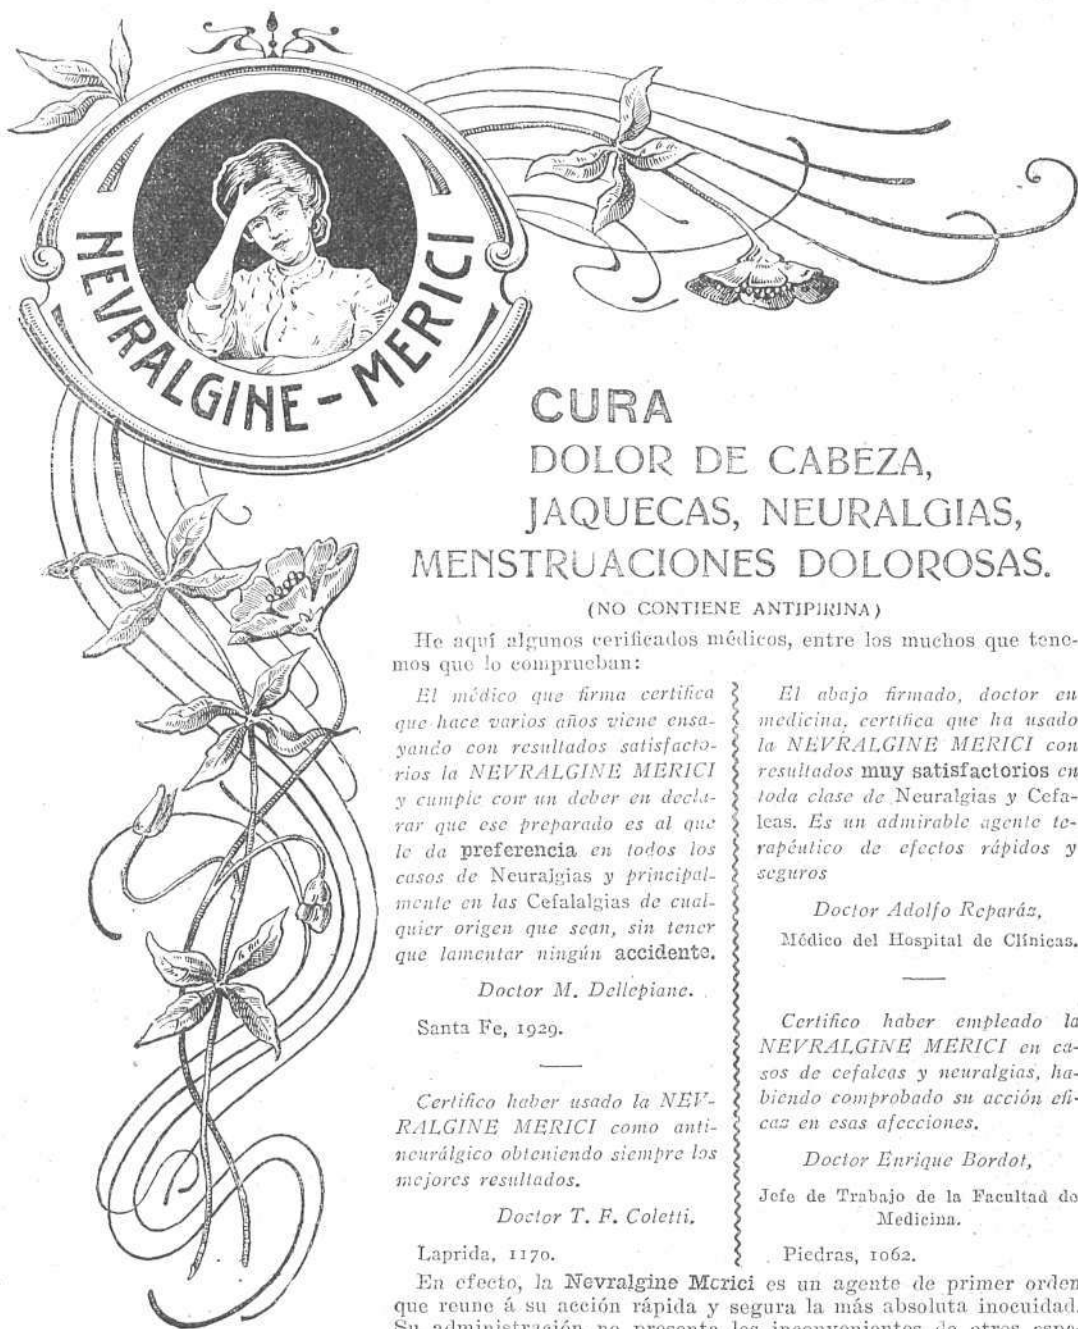 NEVRALGINE - MERICI
CURA
DOLOR DE CABEZA,
JAQUECAS, NEURALGIAS,
MENSTRUACIONES DOLOROSAS.
(NO CONTIENE ANTIPIRINA)
He aquí algunos cerificados médicos, entre los muchos que tene-
mos que lo comprueban:
El médico que firma certifica
que hace varios años viene ensa-
yando con resultados satisfacto-
rios la NEVRALGINE MERICI
y cumple con un deber en decla-
rar que ese preparado es al que
le da preferencia en todos los
casos de Neuralgias y principal-
mente en las Cefalalgias de cual-
quier origen que sean, sin tener
que lamentar ningún accidente.
Doctor M. Dellepiane.
Santa Fe, 1929.
Certifico haber usado la NEV-
RALGINE MERICI como anti-
neurálgico obteniendo siempre los
mejores resultados.
Doctor T. F. Coletti.
Laprida, 1170.
El abajo firmado, doctor en
medicina, certifica que ha usado
la NEVRALGINE MERICI con
resultados muy satisfactorios en
toda clase de Neuralgias y Cefa-
leas. Es un admirable agente te-
rapéutico de efectos rápidos y
seguros
Doctor Adolfo Reparáz,
Médico del Hospital de Clínicas.
Certifico haber empleado la
NEVRALGINE MERICI en ca-
sos de cefaleas y neuralgias, ha-
biendo comprobado su acción efi-
caz en esas afecciones.
Doctor Enrique Bordot,
Jefe de Trabajo de la Facultad de
Medicina.
Piedras, 1062.
En efecto, la Nevralgine Merici es un agente de primer orden
que reune á su acción rápida y segura la más absoluta inocuidad.
Su administración no presenta los inconvenientes de otros espe-